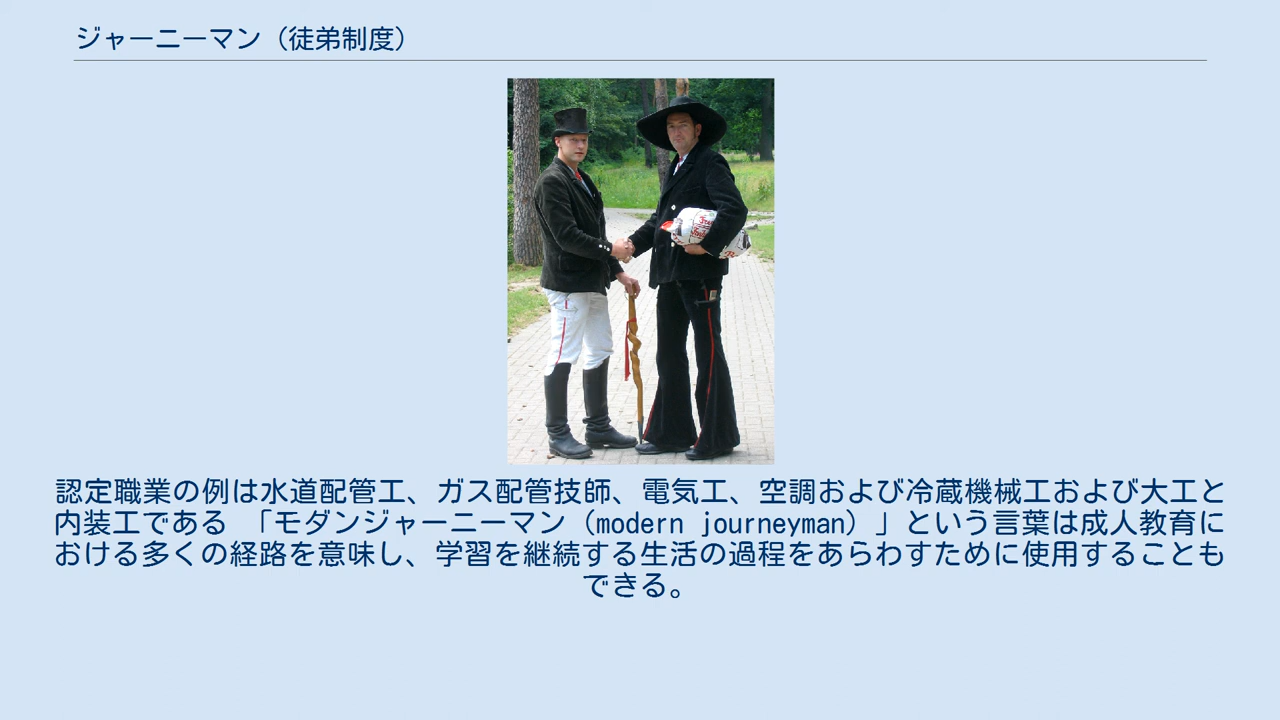 ジャーニーマン（徒弟制度）
認定職業の例は水道配管工、ガス配管技師、電気工、空調および冷蔵機械工および大工と
内装工である 「モダンジャーニーマン（modern journeyman）」という言葉は成人教育に
おける多くの経路を意味し、学習を継続する生活の過程をあらわすために使用することも
できる。